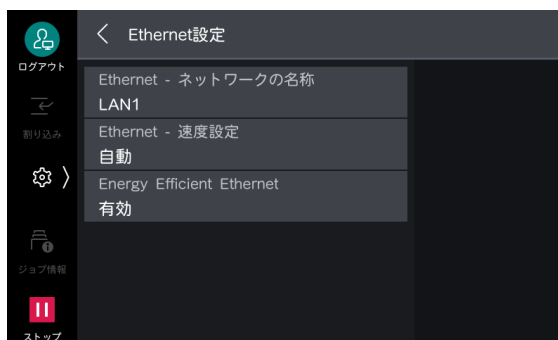 Ethernet設定
ログアウト
Ethernet - ネットワークの名称
LAN1
割り込み
Ethernet - 速度設定
自動
Energy Efficient Ethernet
有効
ジョブ情報
ストップ